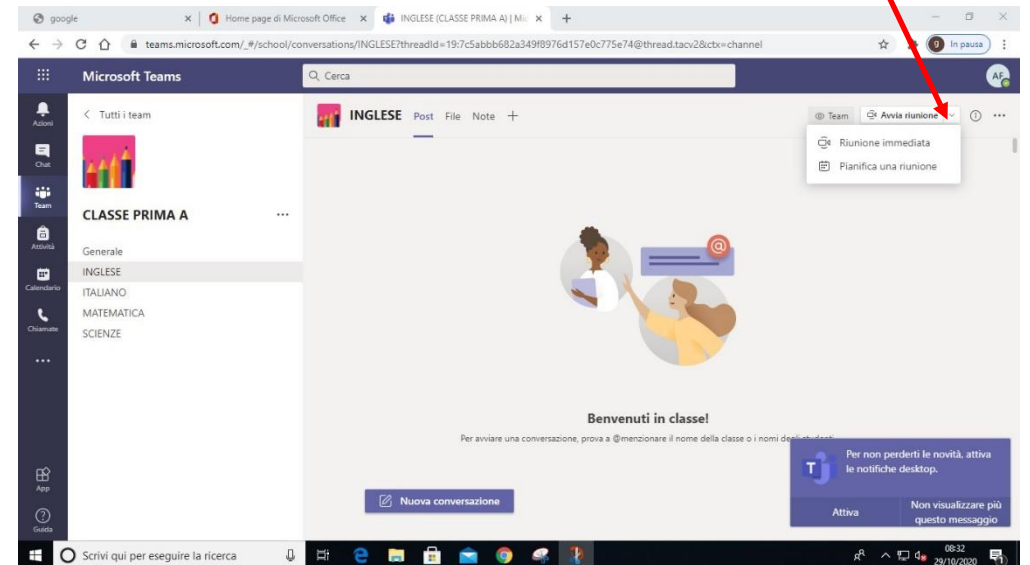 google
Home page di Microsoft Office
INGLESE (CLASSE PRIMA A) | Mic
teams.microsoft.com/_#/school/conversations/INGLESE?threadId=19:7c5abbb682a349f8976d157e0c775e74@thread.tacv2&ctx=channel
g In pausa
Microsoft Teams
Cerca
AF
Azioni
Chat
Team
Attività
Calendario
Chiamate
App
Guida
Tutti i team
CLASSE PRIMA A
Generale
INGLESE
ITALIANO
MATEMATICA
SCIENZE
INGLESE Post File Note
Team Avvia riunione
Riunione immediata
Pianifica una riunione
@
Benvenuti in classe!
Per avviare una conversazione, prova a @menzionare il nome della classe o i nomi degli studenti.
Nuova conversazione
T
Per non perderti le novità, attiva
le notifiche desktop.
Attiva
Non visualizzare più
questo messaggio
Scrivi qui per eseguire la ricerca
08:32
29/10/2020